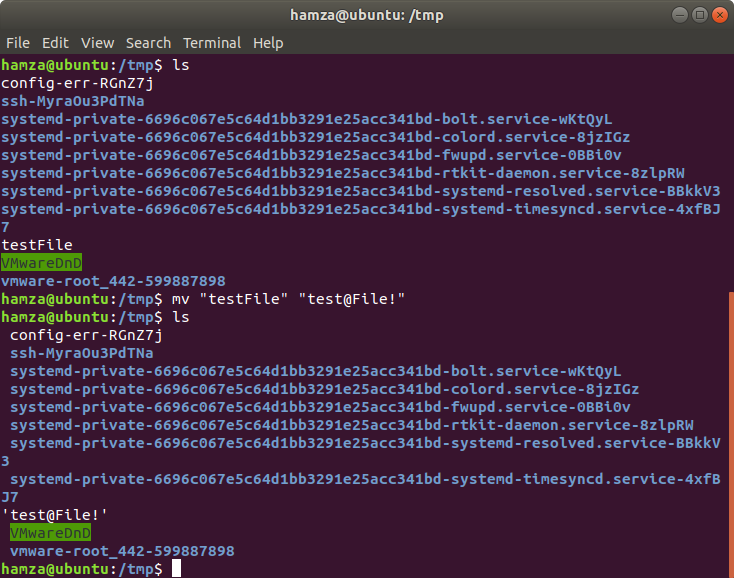 hamza@ubuntu: /tmp
File Edit View Search Terminal Help
hamza@ubuntu:/tmp$ ls
config-err-RGnZ7j
ssh-MyraOu3PdTNa
systemd-private-6696c067e5c64d1bb3291e25acc341bd-bolt.service-wKtQyL
systemd-private-6696c067e5c64d1bb3291e25acc341bd-colord.service-8jzIGz
systemd-private-6696c067e5c64d1bb3291e25acc341bd-fwupd.service-0BBi0v
systemd-private-6696c067e5c64d1bb3291e25acc341bd-rtkit-daemon.service-8zlpRW
systemd-private-6696c067e5c64d1bb3291e25acc341bd-systemd-resolved.service-BBkkV3
systemd-private-6696c067e5c64d1bb3291e25acc341bd-systemd-timesyncd.service-4xfBJ
7
testFile
VMwareDnD
vmware-root_442-599887898
hamza@ubuntu:/tmp$ mv "testFile" "test@File!"
hamza@ubuntu:/tmp$ ls
 config-err-RGnZ7j
 ssh-MyraOu3PdTNa
 systemd-private-6696c067e5c64d1bb3291e25acc341bd-bolt.service-wKtQyL
 systemd-private-6696c067e5c64d1bb3291e25acc341bd-colord.service-8jzIGz
 systemd-private-6696c067e5c64d1bb3291e25acc341bd-fwupd.service-0BBi0v
 systemd-private-6696c067e5c64d1bb3291e25acc341bd-rtkit-daemon.service-8zlpRW
 systemd-private-6696c067e5c64d1bb3291e25acc341bd-systemd-resolved.service-BBkkV
3
 systemd-private-6696c067e5c64d1bb3291e25acc341bd-systemd-timesyncd.service-4xfB
J7
'test@File!'
 VMwareDnD
 vmware-root_442-599887898
hamza@ubuntu:/tmp$